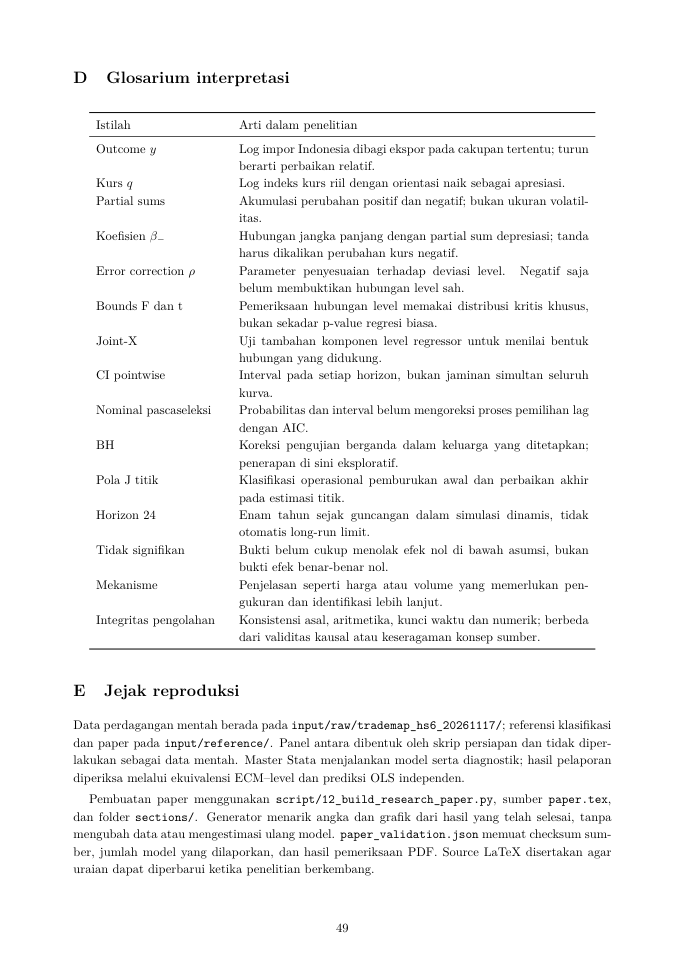 D Glosarium interpretasi
Istilah Arti dalam penelitian
Outcome y Log impor Indonesia dibagi ekspor pada cakupan tertentu; turun
berarti perbaikan relatif.
Kurs q Log indeks kurs riil dengan orientasi naik sebagai apresiasi.
Partial sums Akumulasi perubahan positif dan negatif; bukan ukuran volatil-
itas.
Koefisien β₋ Hubungan jangka panjang dengan partial sum depresiasi; tanda
harus dikalikan perubahan kurs negatif.
Error correction ρ Parameter penyesuaian terhadap deviasi level. Negatif saja
belum membuktikan hubungan level sah.
Bounds F dan t Pemeriksaan hubungan level memakai distribusi kritis khusus,
bukan sekadar p-value regresi biasa.
Joint-X Uji tambahan komponen level regressor untuk menilai bentuk
hubungan yang didukung.
CI pointwise Interval pada setiap horizon, bukan jaminan simultan seluruh
kurva.
Nominal pascaseleksi Probabilitas dan interval belum mengoreksi proses pemilihan lag
dengan AIC.
BH Koreksi pengujian berganda dalam keluarga yang ditetapkan;
penerapan di sini eksploratif.
Pola J titik Klasifikasi operasional pemburukan awal dan perbaikan akhir
pada estimasi titik.
Horizon 24 Enam tahun sejak guncangan dalam simulasi dinamis, tidak
otomatis long-run limit.
Tidak signifikan Bukti belum cukup menolak efek nol di bawah asumsi, bukan
bukti efek benar-benar nol.
Mekanisme Penjelasan seperti harga atau volume yang memerlukan pen-
gukuran dan identifikasi lebih lanjut.
Integritas pengolahan Konsistensi asal, aritmetika, kunci waktu dan numerik; berbeda
dari validitas kausal atau keseragaman konsep sumber.
E Jejak reproduksi
Data perdagangan mentah berada pada input/raw/trademap_hs6_20261117/; referensi klasifikasi
dan paper pada input/reference/. Panel antara dibentuk oleh skrip persiapan dan tidak diper-
lakukan sebagai data mentah. Master Stata menjalankan model serta diagnostik; hasil pelaporan
diperiksa melalui ekuivalensi ECM–level dan prediksi OLS independen.
Pembuatan paper menggunakan script/12_build_research_paper.py, sumber paper.tex,
dan folder sections/. Generator menarik angka dan grafik dari hasil yang telah selesai, tanpa
mengubah data atau mengestimasi ulang model. paper_validation.json memuat checksum sum-
ber, jumlah model yang dilaporkan, dan hasil pemeriksaan PDF. Source LaTeX disertakan agar
uraian dapat diperbarui ketika penelitian berkembang.
49